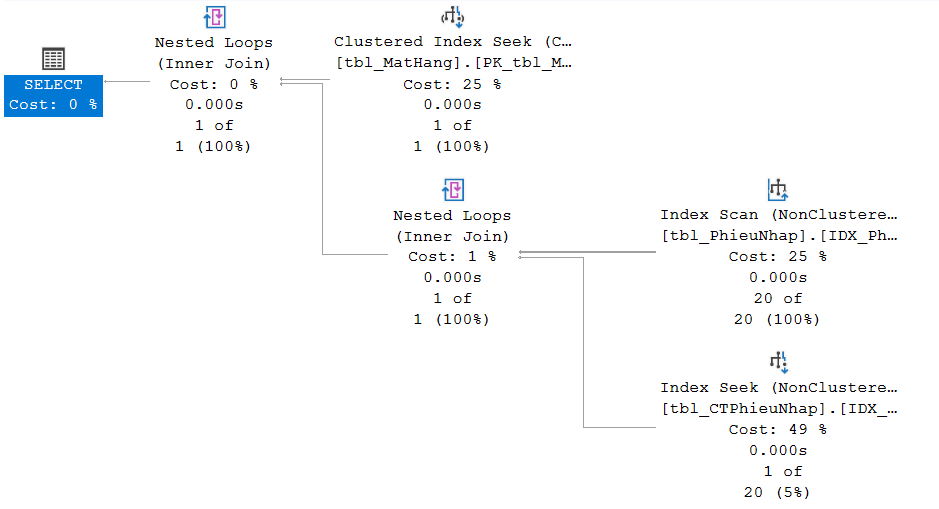 SELECT
Cost: 0 %
Nested Loops
(Inner Join)
Cost: 0 %
0.000s
1 of
1 (100%)
Clustered Index Seek (C…
[tbl_MatHang].[PK_tbl_M…
Cost: 25 %
0.000s
1 of
1 (100%)
Nested Loops
(Inner Join)
Cost: 1 %
0.000s
1 of
1 (100%)
Index Scan (NonClustere…
[tbl_PhieuNhap].[IDX_Ph…
Cost: 25 %
0.000s
20 of
20 (100%)
Index Seek (NonClustere…
[tbl_CTPhieuNhap].[IDX_…
Cost: 49 %
0.000s
1 of
20 (5%)